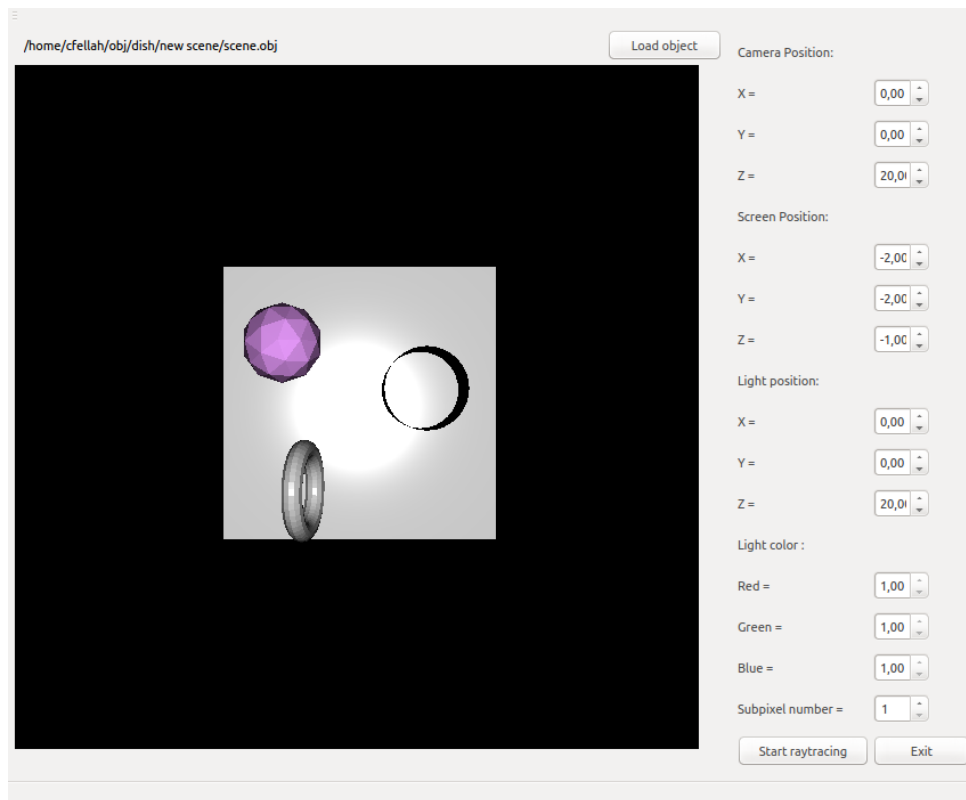 /home/cfellah/obj/dish/new scene/scene.obj
Load object
Camera Position:
X = 0,00
Y = 0,00
Z = 20,0
Screen Position:
X = -2,00
Y = -2,00
Z = -1,00
Light position:
X = 0,00
Y = 0,00
Z = 20,0
Light color :
Red = 1,00
Green = 1,00
Blue = 1,00
Subpixel number = 1
Start raytracing
Exit